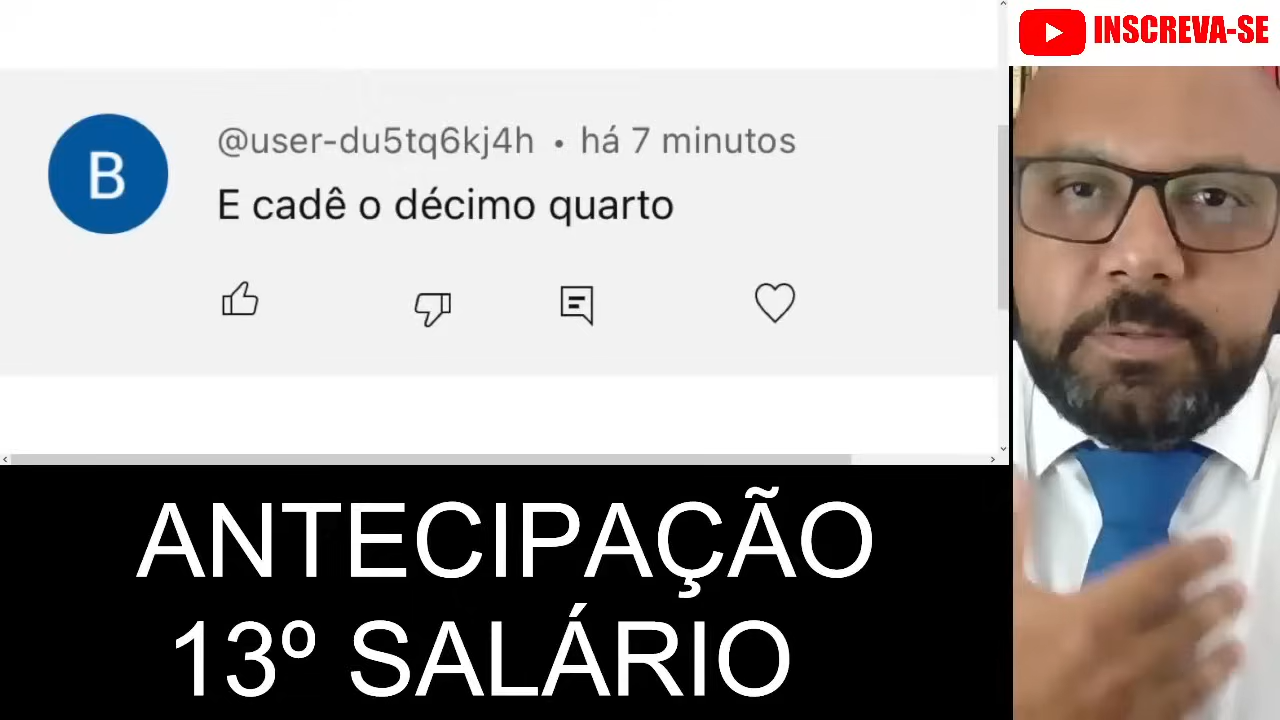 INSCREVA-SE
@user-du5tq6kj4h • há 7 minutos
B
E cadê o décimo quarto
ANTECIPAÇÃO
13º SALÁRIO